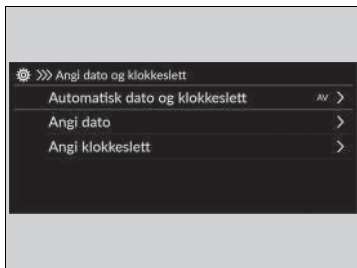 >>> Angi dato og klokkeslett
Automatisk dato og klokkeslett AV >
Angi dato >
Angi klokkeslett >